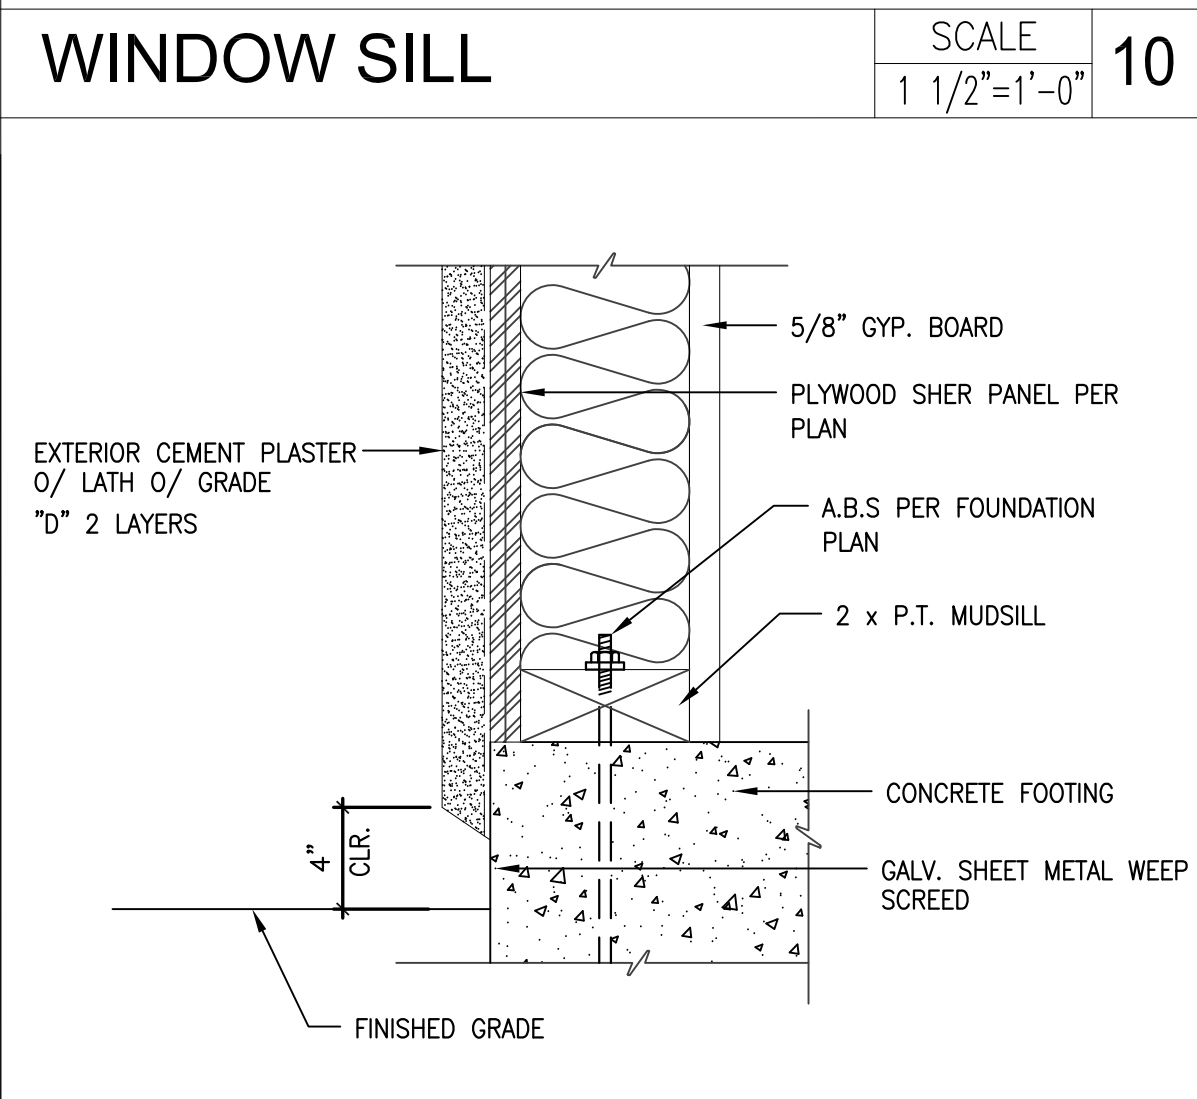 WINDOW SILL
SCALE
1 1/2"=1'-0"
10
5/8" GYP. BOARD
PLYWOOD SHER PANEL PER
PLAN
EXTERIOR CEMENT PLASTER
O/ LATH O/ GRADE
"D" 2 LAYERS
A.B.S PER FOUNDATION
PLAN
2 x P.T. MUDSILL
CONCRETE FOOTING
4"
CLR.
GALV. SHEET METAL WEEP
SCREED
FINISHED GRADE